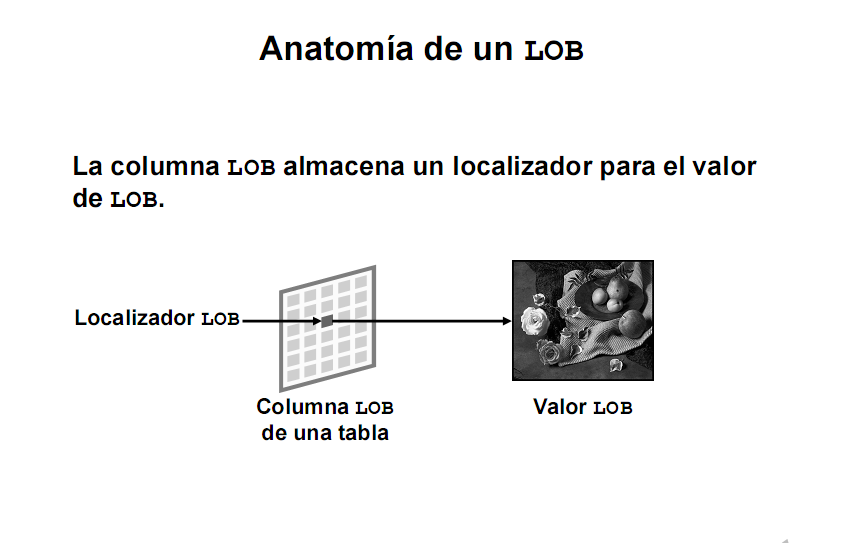 Anatomía de un LOB
La columna LOB almacena un localizador para el valor
de LOB.
Localizador LOB
Columna LOB
de una tabla
Valor LOB